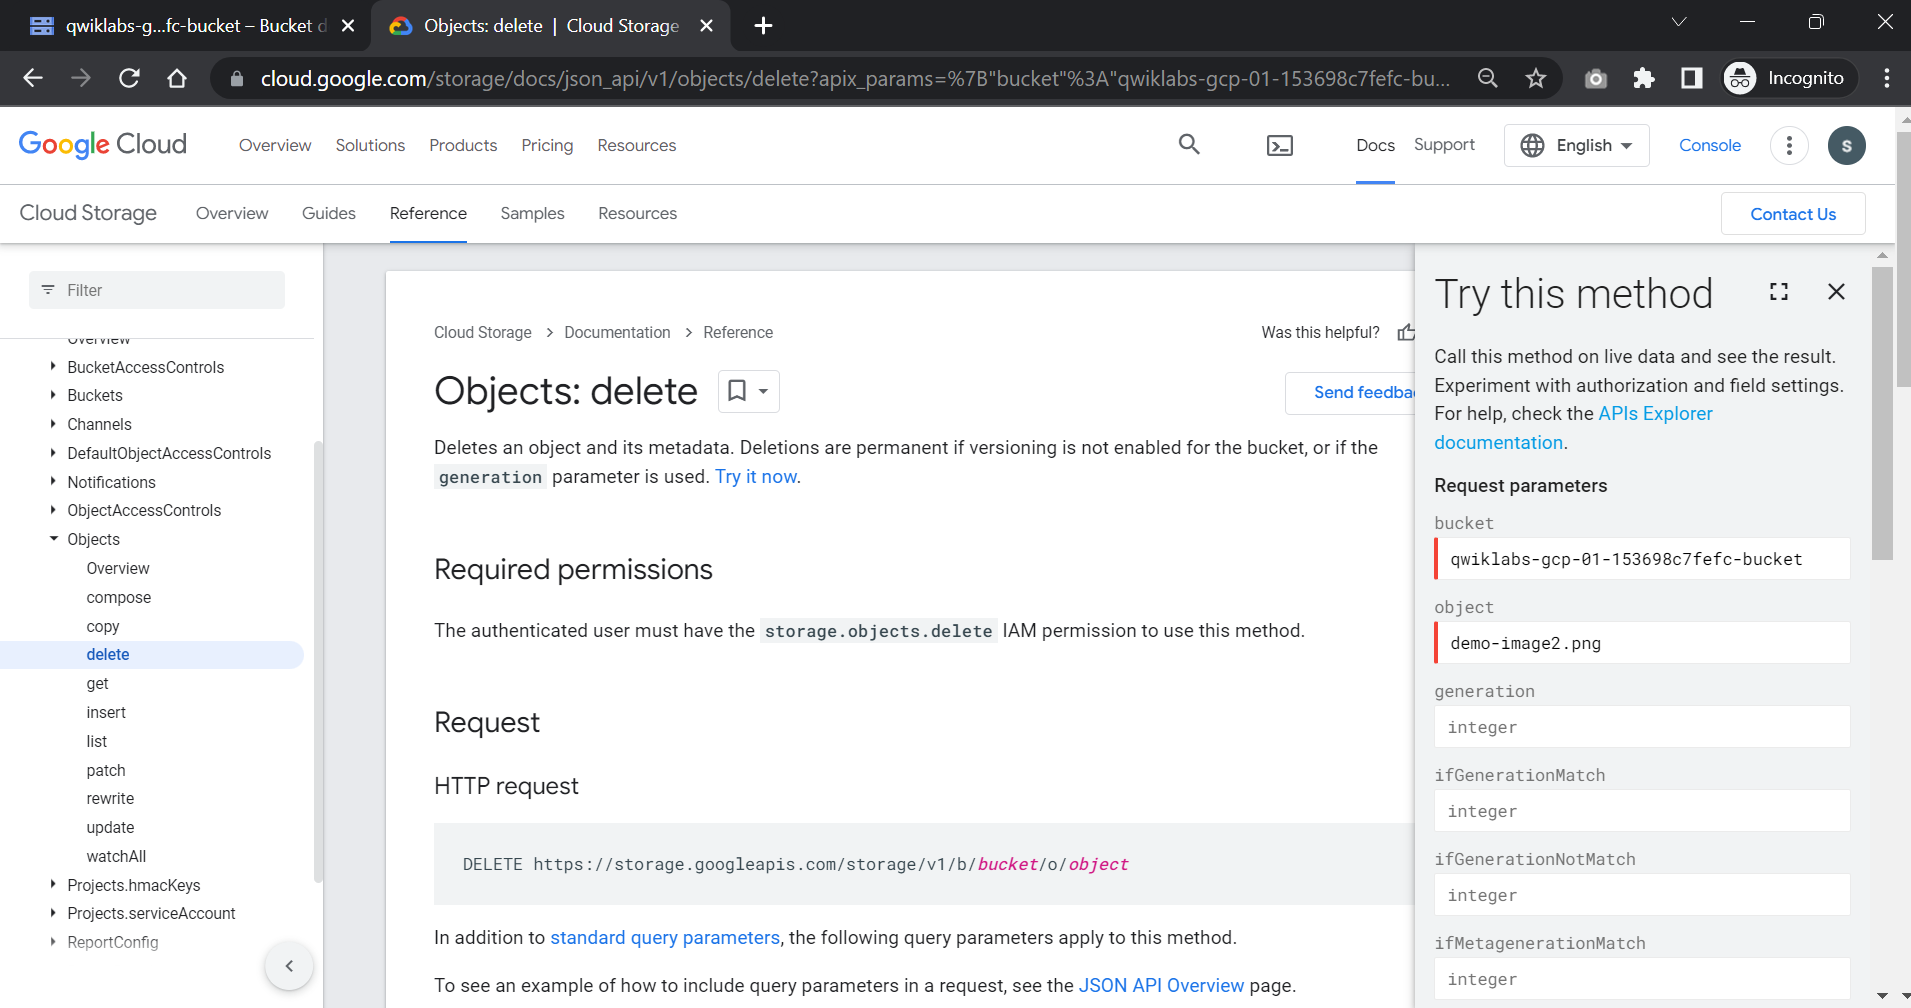 qwiklabs-g...fc-bucket – Bucket d
Objects: delete | Cloud Storage
cloud.google.com/storage/docs/json_api/v1/objects/delete?apix_params=%7B"bucket"%3A"qwiklabs-gcp-01-153698c7fefc-bu...
Incognito
Google Cloud
Overview
Solutions
Products
Pricing
Resources
Docs
Support
English
Console
S
Cloud Storage
Overview
Guides
Reference
Samples
Resources
Contact Us
Filter
Overview
BucketAccessControls
Buckets
Channels
DefaultObjectAccessControls
Notifications
ObjectAccessControls
Objects
Overview
compose
copy
delete
get
insert
list
patch
rewrite
update
watchAll
Projects.hmacKeys
Projects.serviceAccount
ReportConfig
Cloud Storage > Documentation > Reference
Was this helpful?
Objects: delete
Send feedbac
Deletes an object and its metadata. Deletions are permanent if versioning is not enabled for the bucket, or if the
generation parameter is used. Try it now.
Required permissions
The authenticated user must have the storage.objects.delete IAM permission to use this method.
Request
HTTP request
DELETE https://storage.googleapis.com/storage/v1/b/bucket/o/object
In addition to standard query parameters, the following query parameters apply to this method.
To see an example of how to include query parameters in a request, see the JSON API Overview page.
Try this method
Call this method on live data and see the result.
Experiment with authorization and field settings.
For help, check the APIs Explorer
documentation.
Request parameters
bucket
qwiklabs-gcp-01-153698c7fefc-bucket
object
demo-image2.png
generation
integer
ifGenerationMatch
integer
ifGenerationNotMatch
integer
ifMetagenerationMatch
integer